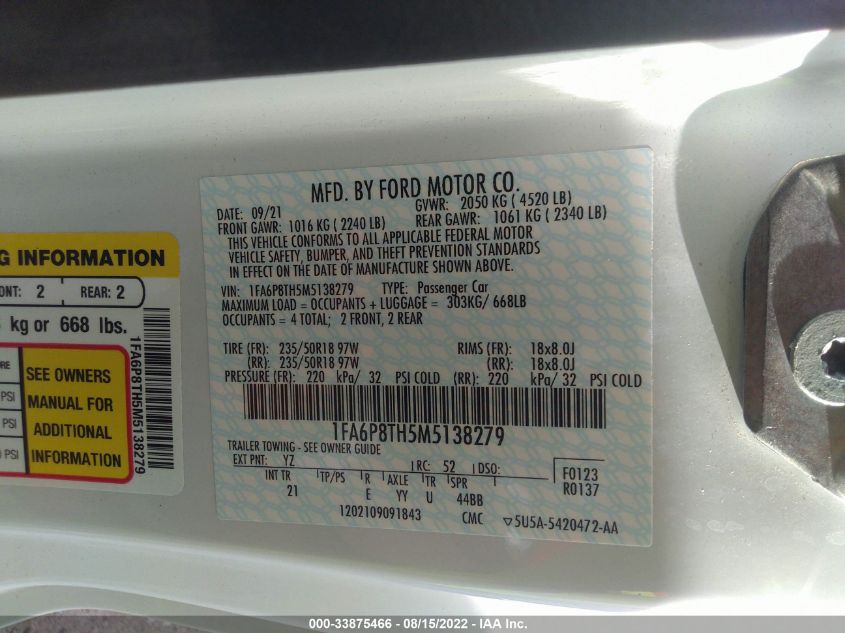 MFD. BY FORD MOTOR CO.
DATE: 09/21 GVWR: 2050 KG ( 4520 LB)
FRONT GAWR: 1016 KG ( 2240 LB) REAR GAWR: 1061 KG ( 2340 LB)
THIS VEHICLE CONFORMS TO ALL APPLICABLE FEDERAL MOTOR
VEHICLE SAFETY, BUMPER, AND THEFT PREVENTION STANDARDS
IN EFFECT ON THE DATE OF MANUFACTURE SHOWN ABOVE.
VIN: 1FA6P8TH5M5138279 TYPE: Passenger Car
MAXIMUM LOAD = OCCUPANTS + LUGGAGE = 303KG/ 668LB
OCCUPANTS = 4 TOTAL; 2 FRONT, 2 REAR
TIRE (FR): 235/50R18 97W RIMS (FR): 18x8.0J
(RR): 235/50R18 97W (RR): 18x8.0J
PRESSURE (FR): 220 kPa/ 32 PSI COLD (RR): 220 kPa/ 32 PSI COLD
1FA6P8TH5M5138279
TRAILER TOWING - SEE OWNER GUIDE
EXT PNT: YZ RC: 52 DSO: F0123
INT TR TP/PS R AXLE TR SPR R0137
21 E YY U 44BB
1202109091843 CMC ▽5U5A-5420472-AA
G INFORMATION
ONT: 2 REAR: 2
kg or 668 lbs.
SEE OWNERS
MANUAL FOR
ADDITIONAL
INFORMATION
PSI
PSI
PSI
1FA6P8TH5M5138279
000-33875466 - 08/15/2022 - IAA Inc.